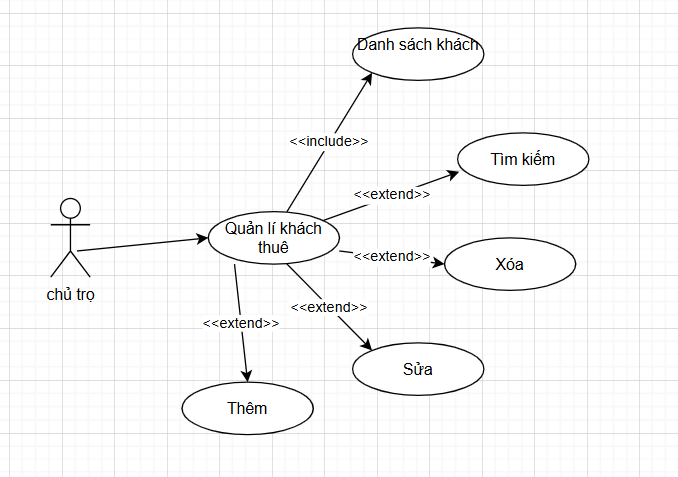 Danh sách khách
<<include>>
Tìm kiếm
<<extend>>
Quản lí khách
thuê
<<extend>>
Xóa
chủ trọ
<<extend>>
<<extend>>
Sửa
Thêm